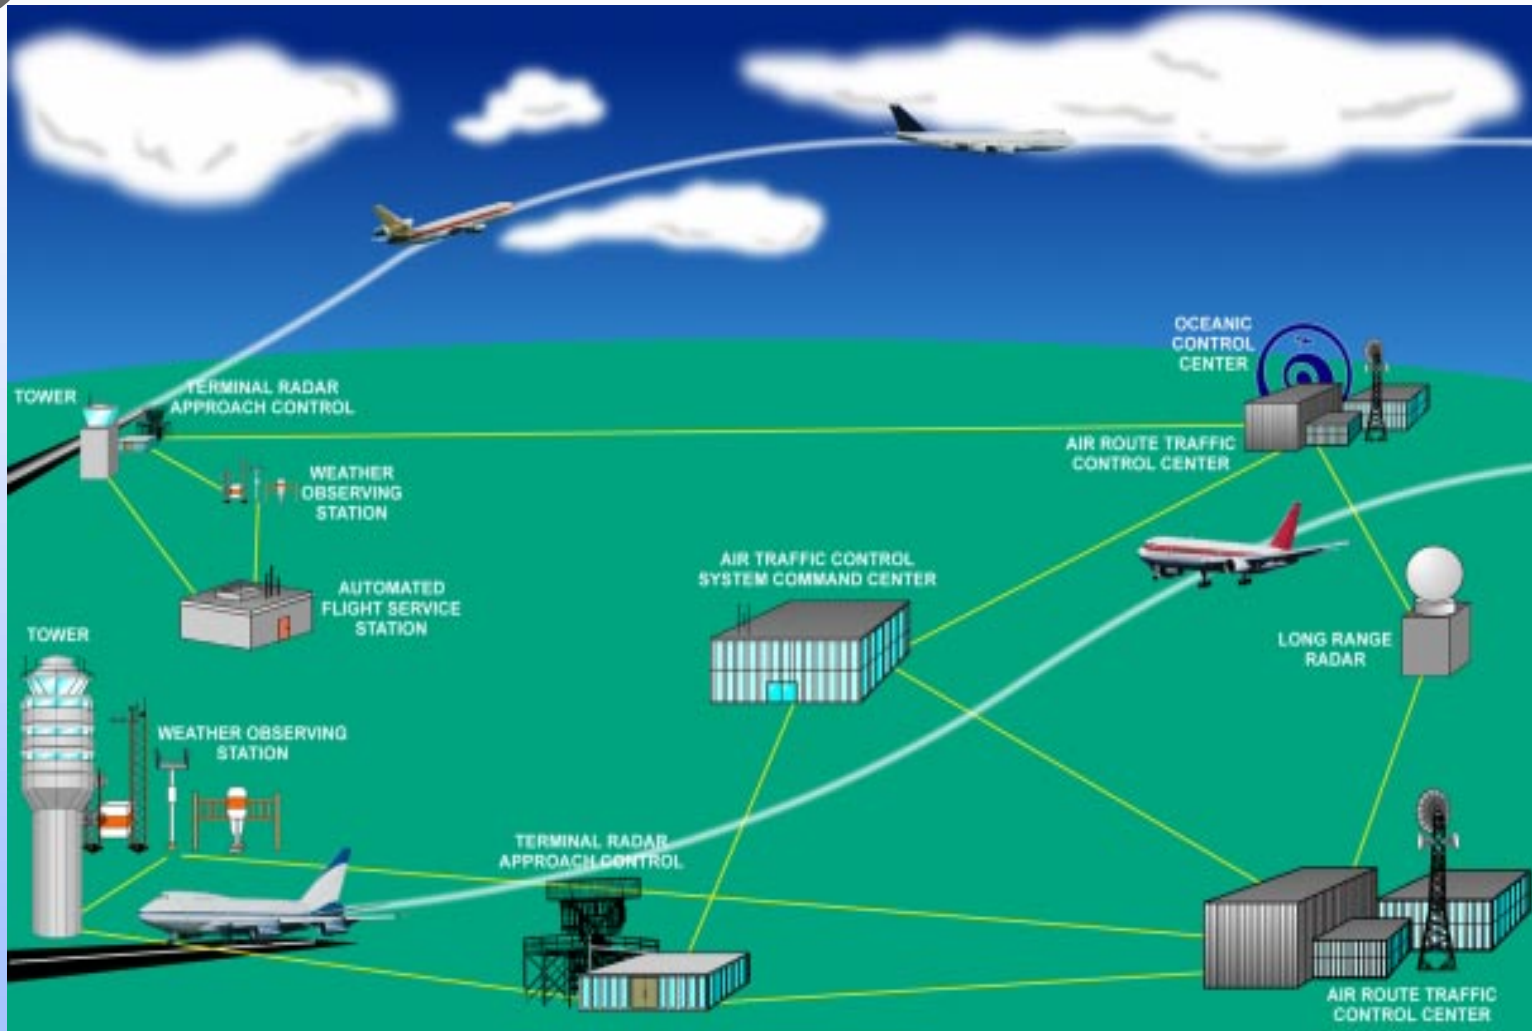 OCEANIC
CONTROL
CENTER
TOWER
TERMINAL RADAR
APPROACH CONTROL
AIR ROUTE TRAFFIC
CONTROL CENTER
WEATHER
OBSERVING
STATION
AIR TRAFFIC CONTROL
SYSTEM COMMAND CENTER
AUTOMATED
FLIGHT SERVICE
STATION
TOWER
LONG RANGE
RADAR
WEATHER OBSERVING
STATION
TERMINAL RADAR
APPROACH CONTROL
AIR ROUTE TRAFFIC
CONTROL CENTER